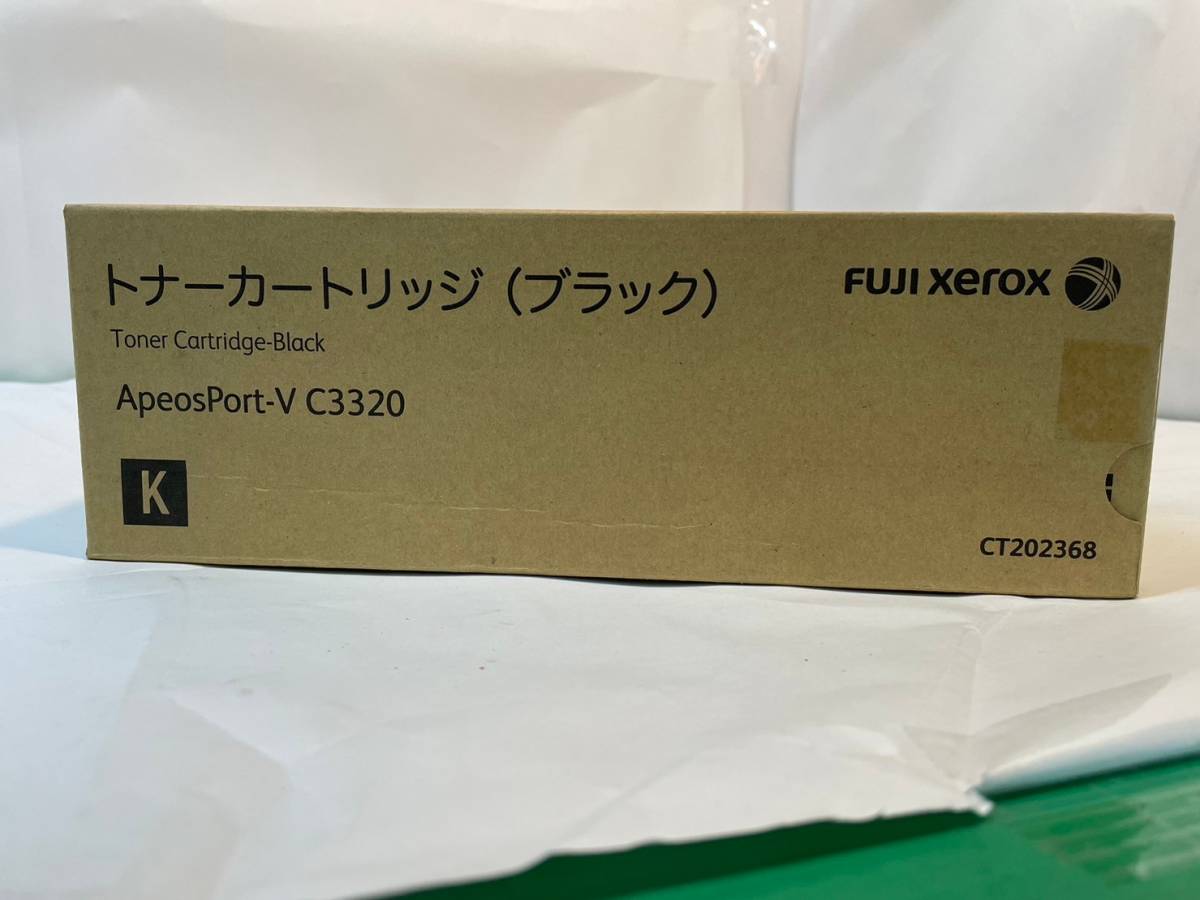 トナーカートリッジ（ブラック）
FUJI xerox
Toner Cartridge-Black
ApeosPort-V C3320
K
CT202368